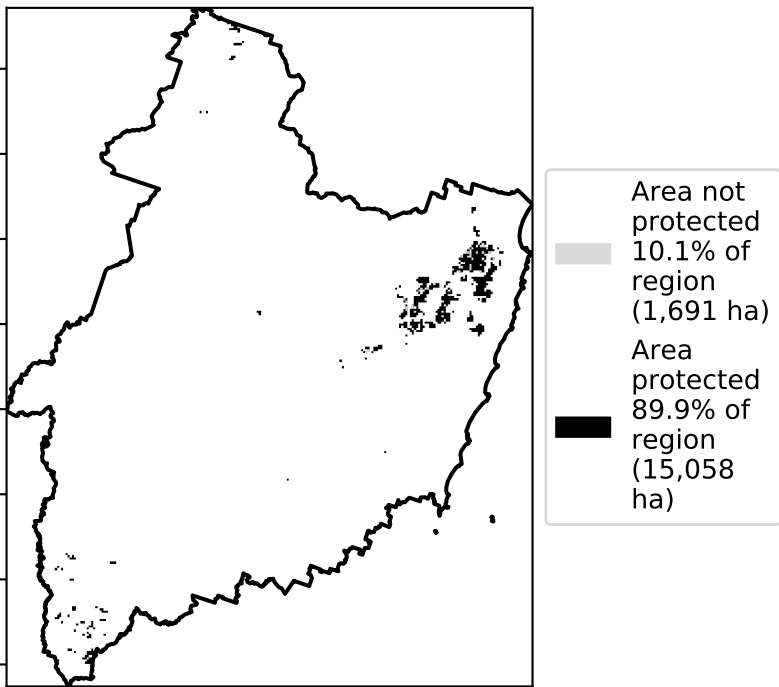 Area not
protected
10.1% of
region
(1,691 ha)
Area
protected
89.9% of
region
(15,058
ha)